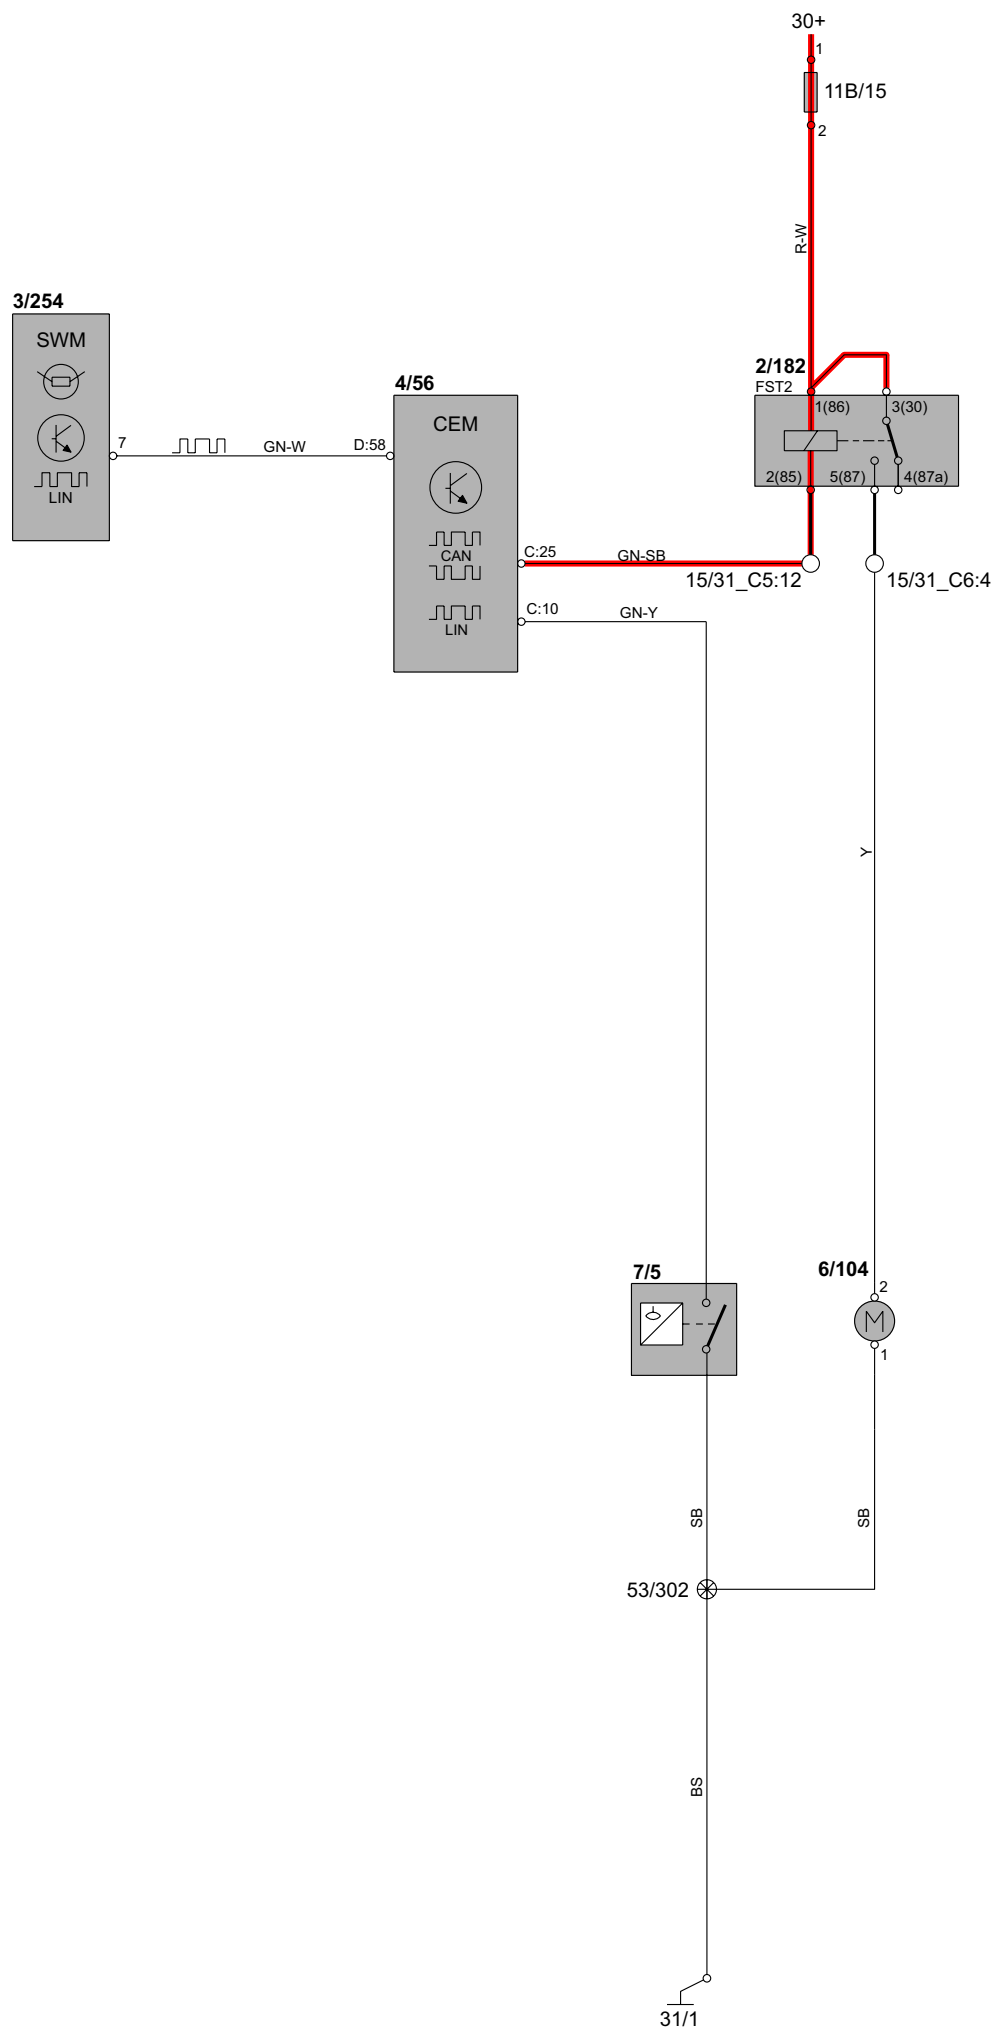 30+
1
11B/15
2
R-W
3/254
SWM
LIN
7
GN-W
D:58
4/56
CEM
CAN
LIN
C:25
GN-SB
C:10
GN-Y
2/182
FST2
1(86)
3(30)
2(85)
5(87)
4(87a)
15/31_C5:12
15/31_C6:4
Y
7/5
6/104
2
M
1
SB
SB
53/302
BS
31/1